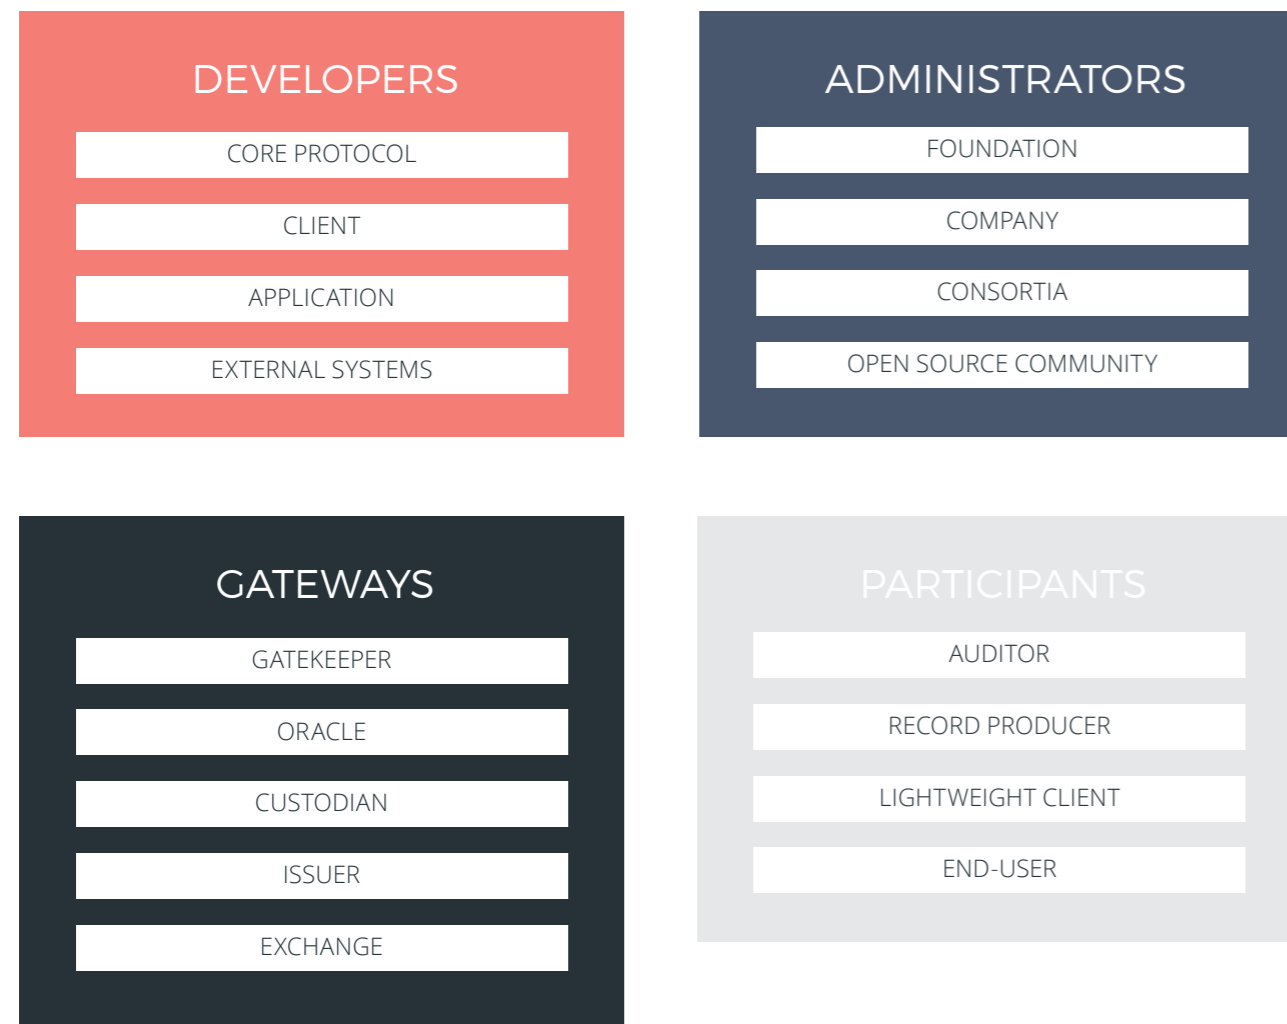 DEVELOPERS
CORE PROTOCOL
CLIENT
APPLICATION
EXTERNAL SYSTEMS
ADMINISTRATORS
FOUNDATION
COMPANY
CONSORTIA
OPEN SOURCE COMMUNITY
GATEWAYS
GATEKEEPER
ORACLE
CUSTODIAN
ISSUER
EXCHANGE
PARTICIPANTS
AUDITOR
RECORD PRODUCER
LIGHTWEIGHT CLIENT
END-USER